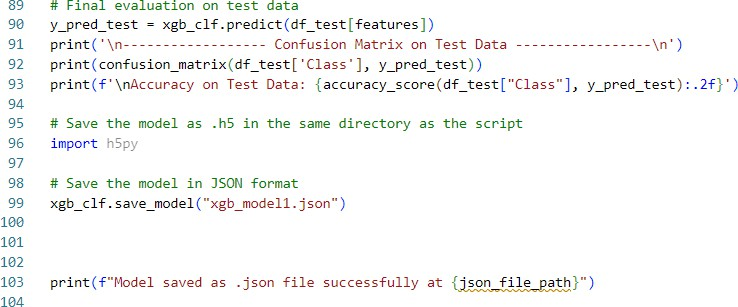 89 # Final evaluation on test data
90 y_pred_test = xgb_clf.predict(df_test[features])
91 print('\n----------------- Confusion Matrix on Test Data ----------------\n')
92 print(confusion_matrix(df_test['Class'], y_pred_test))
93 print(f'\nAccuracy on Test Data: {accuracy_score(df_test["Class"], y_pred_test):.2f}')
94
95 # Save the model as .h5 in the same directory as the script
96 import h5py
97
98 # Save the model in JSON format
99 xgb_clf.save_model("xgb_model1.json")
100
101
102
103 print(f"Model saved as .json file successfully at {json_file_path}")
104